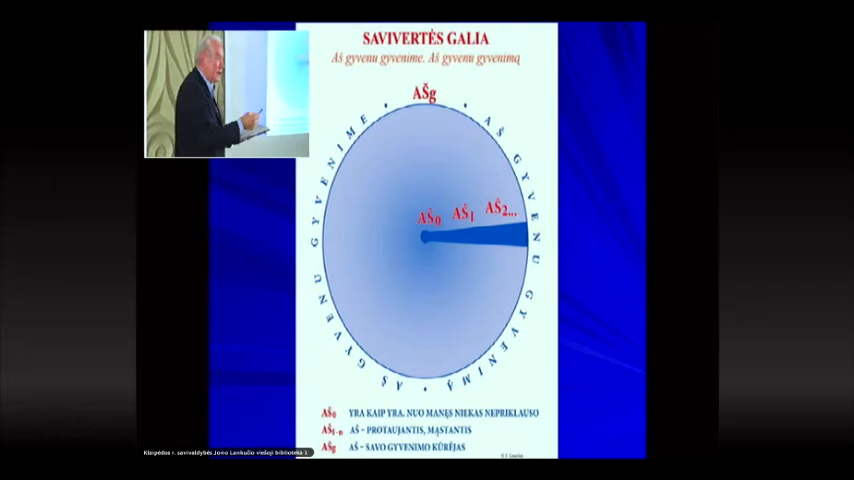 SAVIVERTĖS GALIA
Aš gyvenu gyvenime. Aš gyvenu gyvenimą
AŠg
• AŠ GYVENU GYVENIMĄ • AŠ GYVENU GYVENIME
AŠ0 AŠ1 AŠ2...
AŠ0 YRA KAIP YRA. NUO MANĘS NIEKAS NEPRIKLAUSO
AŠ1-n AŠ – PROTAUJANTIS, MĄSTANTIS
AŠg AŠ – SAVO GYVENIMO KŪRĖJAS
Klaipėdos r. savivaldybės Jono Lankučio viešoji biblioteka 1